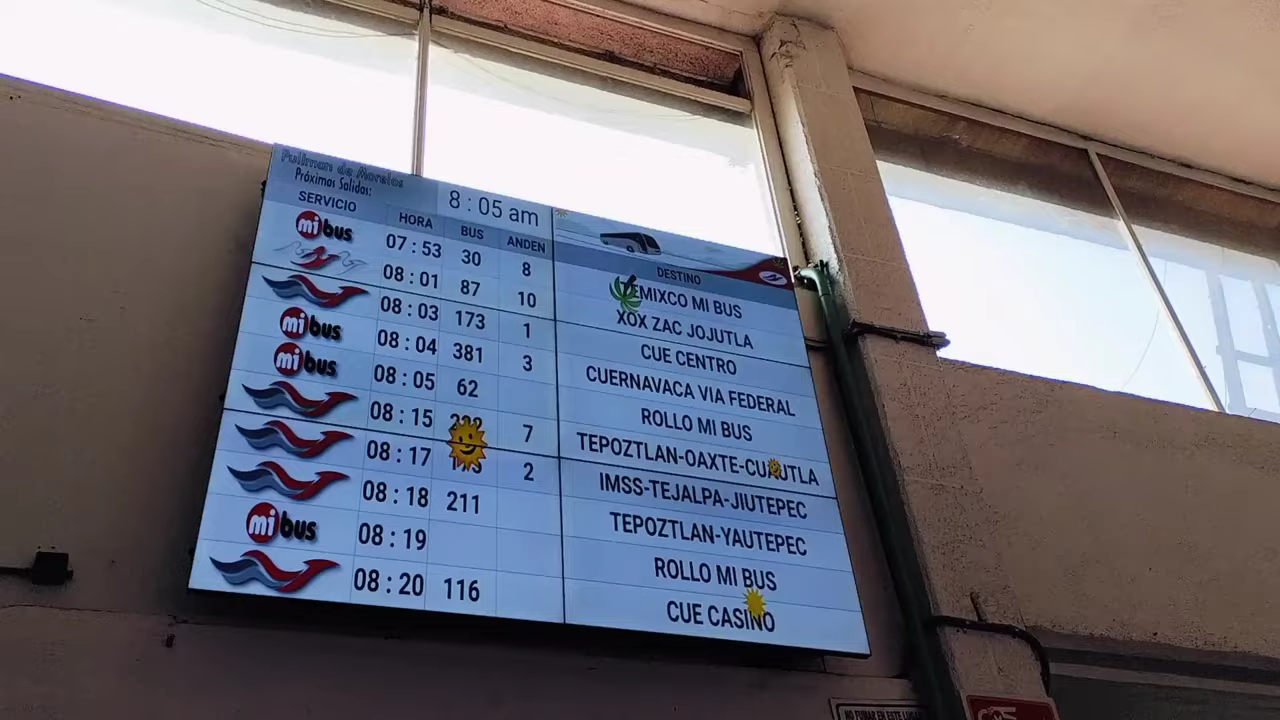 Pullman de Morelos
Próximas Salidas:
8:05 am
SERVICIO HORA BUS ANDEN DESTINO
mi bus 07:53 30 8 TEMIXCO MI BUS
08:01 87 10 XOX ZAC JOJUTLA
08:03 173 1 CUE CENTRO
mi bus 08:04 381 3 CUERNAVACA VIA FEDERAL
mi bus 08:05 62 ROLLO MI BUS
08:15 7 TEPOZTLAN-OAXTE-CUAUTLA
08:17 2 IMSS-TEJALPA-JIUTEPEC
08:18 211 TEPOZTLAN-YAUTEPEC
mi bus 08:19 ROLLO MI BUS
08:20 116 CUE CASINO
NO FUMAR EN ESTE LUGAR